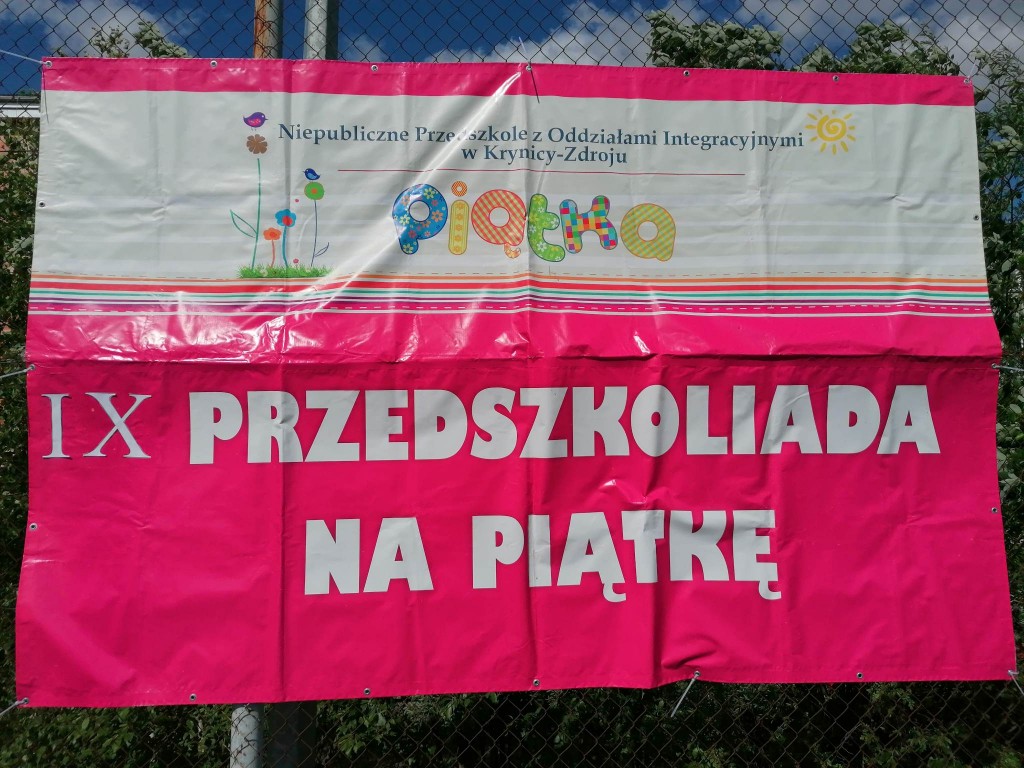 Niepubliczne Przedszkole z Oddziałami Integracyjnymi
w Krynicy-Zdroju
piątka
IX PRZEDSZKOLIADA
NA PIĄTKĘ